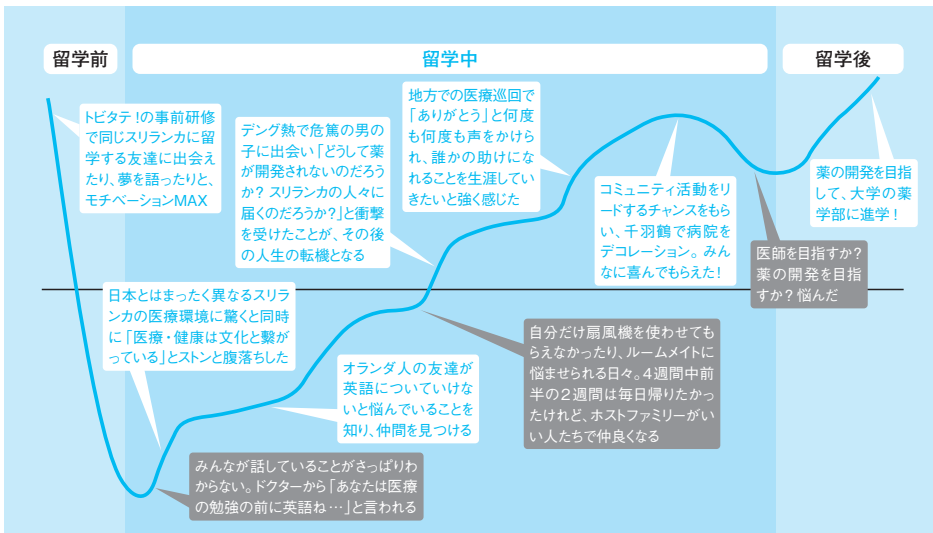 留学前
留学中
留学後
トビタテ！の事前研修
で同じスリランカに留
学する友達に出会え
たり、夢を語ったりと、
モチベーションMAX
日本とはまったく異なるスリラ
ンカの医療環境に驚くと同時
に「医療・健康は文化と繫が
っている」とストンと腹落ちした
みんなが話していることがさっぱりわ
からない。ドクターから「あなたは医療
の勉強の前に英語ね…」と言われる
オランダ人の友達が
英語についていけな
いと悩んでいることを
知り、仲間を見つける
デング熱で危篤の男の
子に出会い「どうして薬
が開発されないのだろう
か？ スリランカの人々に
届くのだろうか？」と衝撃
を受けたことが、その後
の人生の転機となる
自分だけ扇風機を使わせても
らえなかったり、ルームメイトに
悩ませられる日々。4週間中前
半の2週間は毎日帰りたかっ
たけれど、ホストファミリーがい
い人たちで仲良くなる
地方での医療巡回で
「ありがとう」と何度
も何度も声をかけら
れ、誰かの助けにな
れることを生涯してい
きたいと強く感じた
コミュニティ活動をリ
ードするチャンスをもら
い、千羽鶴で病院を
デコレーション。みん
なに喜んでもらえた！
医師を目指すか？
薬の開発を目指
すか？ 悩んだ
薬の開発を目指
して、大学の薬
学部に進学！